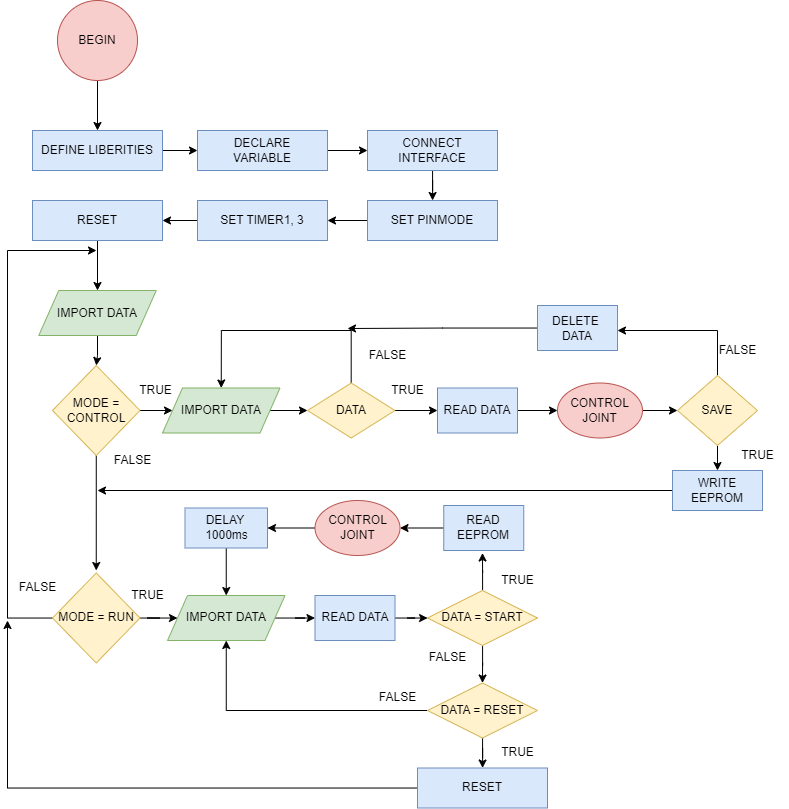 BEGIN
DEFINE LIBERITIES
DECLARE
VARIABLE
CONNECT
INTERFACE
RESET
SET TIMER1, 3
SET PINMODE
IMPORT DATA
DELETE
DATA
FALSE
FALSE
MODE =
CONTROL
TRUE
IMPORT DATA
DATA
TRUE
READ DATA
CONTROL
JOINT
SAVE
FALSE
TRUE
WRITE
EEPROM
DELAY
1000ms
CONTROL
JOINT
READ
EEPROM
FALSE
TRUE
TRUE
MODE = RUN
IMPORT DATA
READ DATA
DATA = START
FALSE
FALSE
DATA = RESET
TRUE
RESET